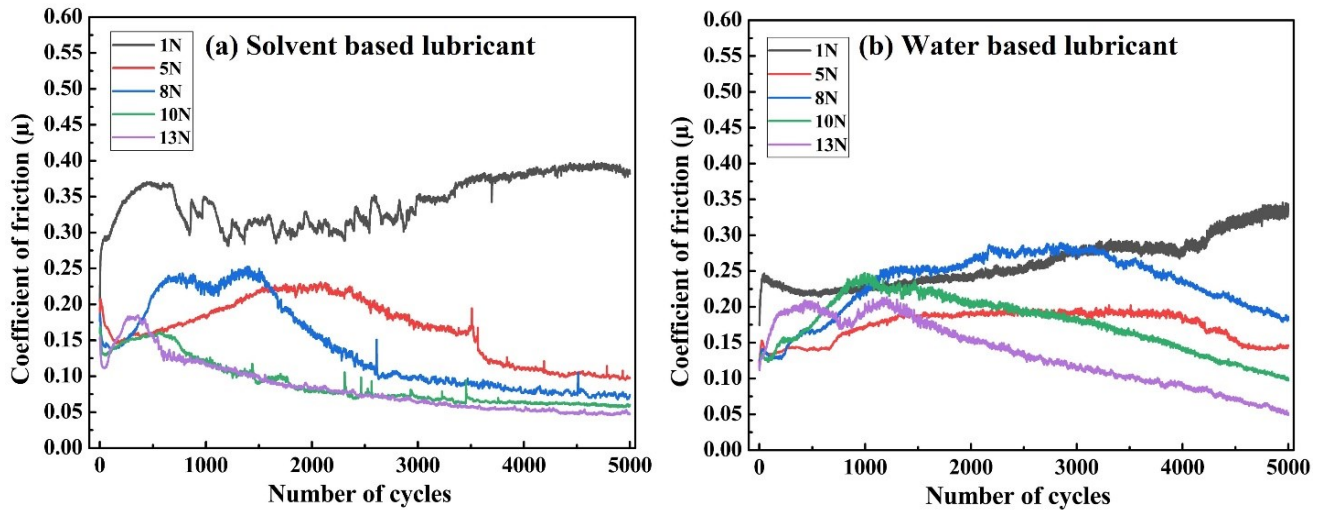 (a) Solvent based lubricant
1N
5N
8N
10N
13N
0.60
0.55
0.50
0.45
0.40
0.35
0.30
0.25
0.20
0.15
0.10
0.05
0.00
Coefficient of friction (μ)
0 1000 2000 3000 4000 5000
Number of cycles
(b) Water based lubricant
1N
5N
8N
10N
13N
0.60
0.55
0.50
0.45
0.40
0.35
0.30
0.25
0.20
0.15
0.10
0.05
0.00
Coefficient of friction (μ)
0 1000 2000 3000 4000 5000
Number of cycles